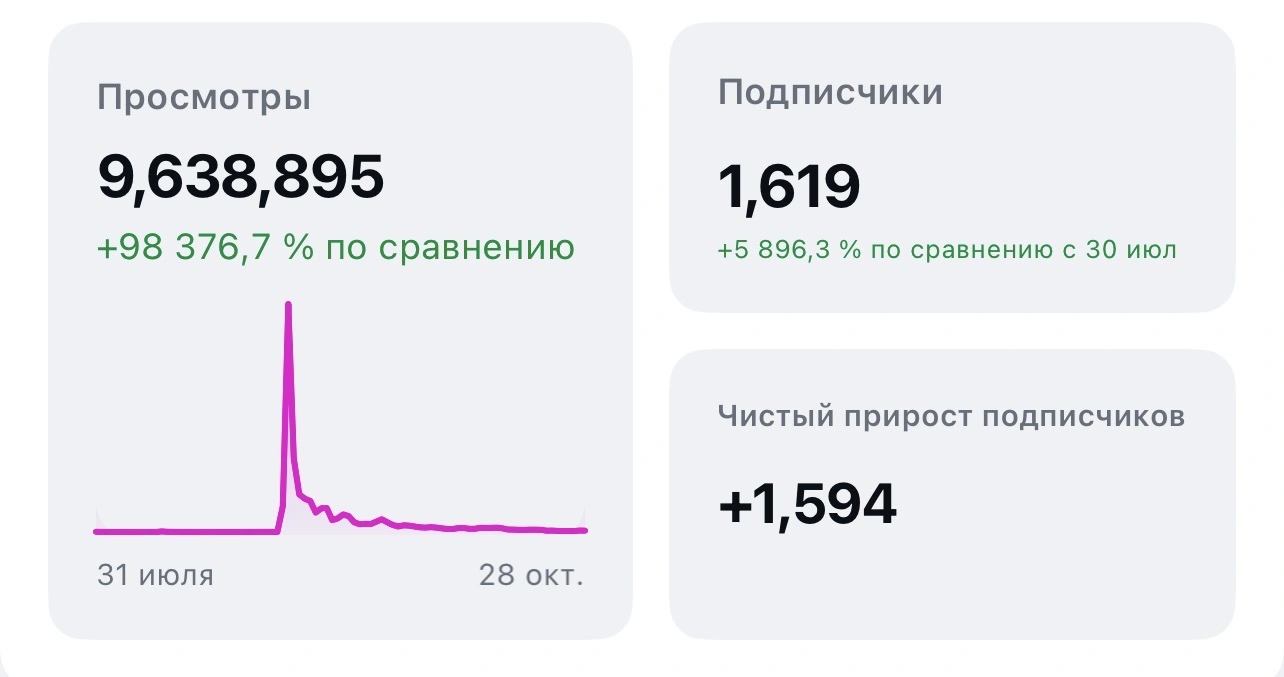 Просмотры
9,638,895
+98 376,7 % по сравнению
31 июля
28 окт.
Подписчики
1,619
+5 896,3 % по сравнению с 30 июл
Чистый прирост подписчиков
+1,594